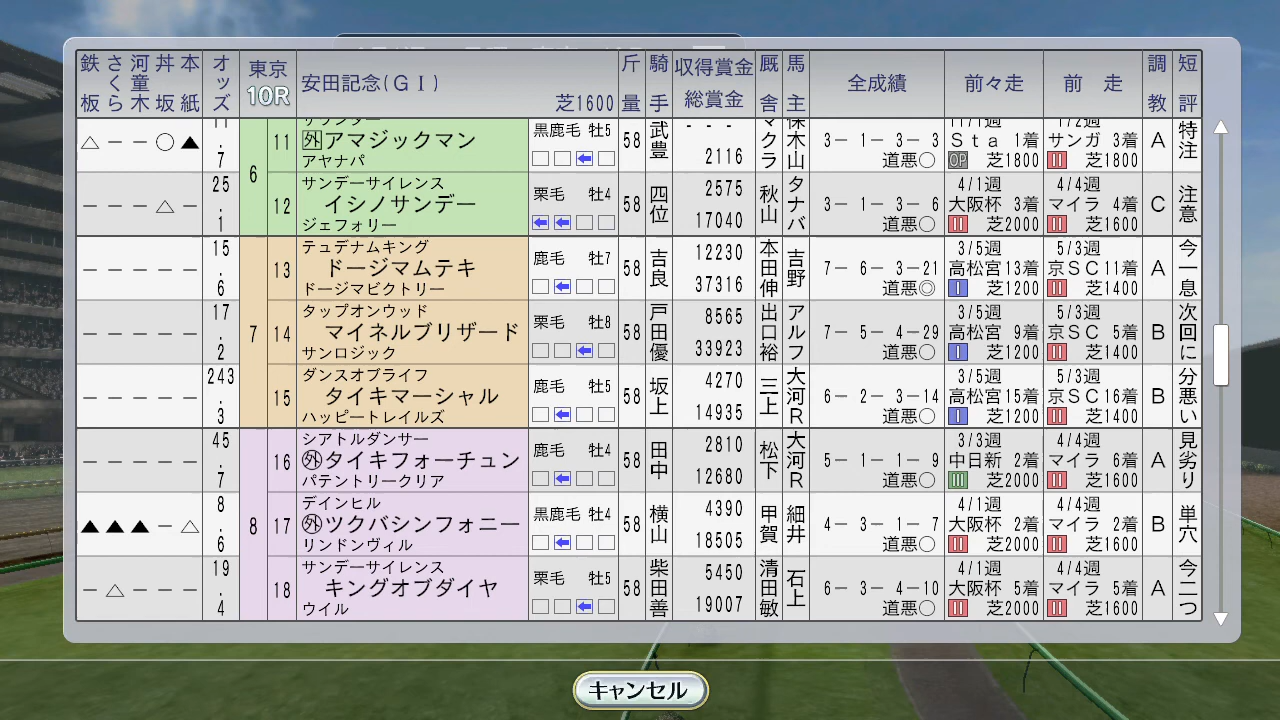 鉄板 さくら 河童木 井坂 本紙 オッズ 東京10R 安田記念(GⅠ) 芝1600 斤量 騎手 収得賞金 総賞金 厩舎 馬主 全成績 前々走 前走 調教 短評
△ － － ○ ▲ 11.7 6 11 外 アマジックマン アヤナパ 黒鹿毛 牡5 58 武豊 - - - 2116 マクラ 保木山 3－ 1－ 3－ 3 道悪○ 11/1週 Ｓｔａ 1着 OP 芝1800 1/2週 サンガ 3着 II 芝1800 A 特注
－ － － △ － 25.1 12 サンデーサイレンス イシノサンデー ジェフォリー 栗毛 牡4 58 四位 2575 17040 秋山 タナバ 3－ 1－ 3－ 6 道悪○ 4/1週 大阪杯 3着 II 芝2000 4/4週 マイラ 4着 II 芝1600 C 注意
－ － － － － 15.6 7 13 テュデナムキング ドージマムテキ ドージマビクトリー 鹿毛 牡7 58 吉良 12230 37316 本田伸 吉野 7－ 6－ 3－21 道悪◎ 3/5週 高松宮 13着 I 芝1200 5/3週 京ＳＣ 11着 II 芝1400 A 今一息
－ － － － － 17.2 14 タップオンウッド マイネルブリザード サンロジック 栗毛 牡8 58 戸田優 8565 33923 出口裕 アルフ 7－ 5－ 4－29 道悪○ 3/5週 高松宮 9着 I 芝1200 5/3週 京ＳＣ 5着 II 芝1400 B 次回に
－ － － － － 243.3 15 ダンスオブライフ タイキマーシャル ハッピートレイルズ 鹿毛 牡5 58 坂上 4270 14935 三上 大河Ｒ 6－ 2－ 3－14 道悪○ 3/5週 高松宮 15着 I 芝1200 5/3週 京ＳＣ 16着 II 芝1400 B 分悪い
－ － － － － 45.7 8 16 シアトルダンサー 外 タイキフォーチュン パテントリークリア 鹿毛 牡4 58 田中 2810 12680 松下 大河Ｒ 5－ 1－ 1－ 9 道悪○ 3/3週 中日新 2着 III 芝2000 4/4週 マイラ 6着 II 芝1600 A 見劣り
▲ ▲ ▲ － △ 8.6 17 デインヒル 外 ツクバシンフォニー リンドンヴィル 黒鹿毛 牡4 58 横山 4390 18505 甲賀 細井 4－ 3－ 1－ 7 道悪○ 4/1週 大阪杯 2着 II 芝2000 4/4週 マイラ 2着 II 芝1600 B 単穴
－ △ － － － 19.4 18 サンデーサイレンス キングオブダイヤ ウイル 栗毛 牡5 58 柴田善 5450 19007 清田敏 石上 6－ 3－ 4－10 道悪○ 4/1週 大阪杯 5着 II 芝2000 4/4週 マイラ 5着 II 芝1600 A 今二つ
キャンセル